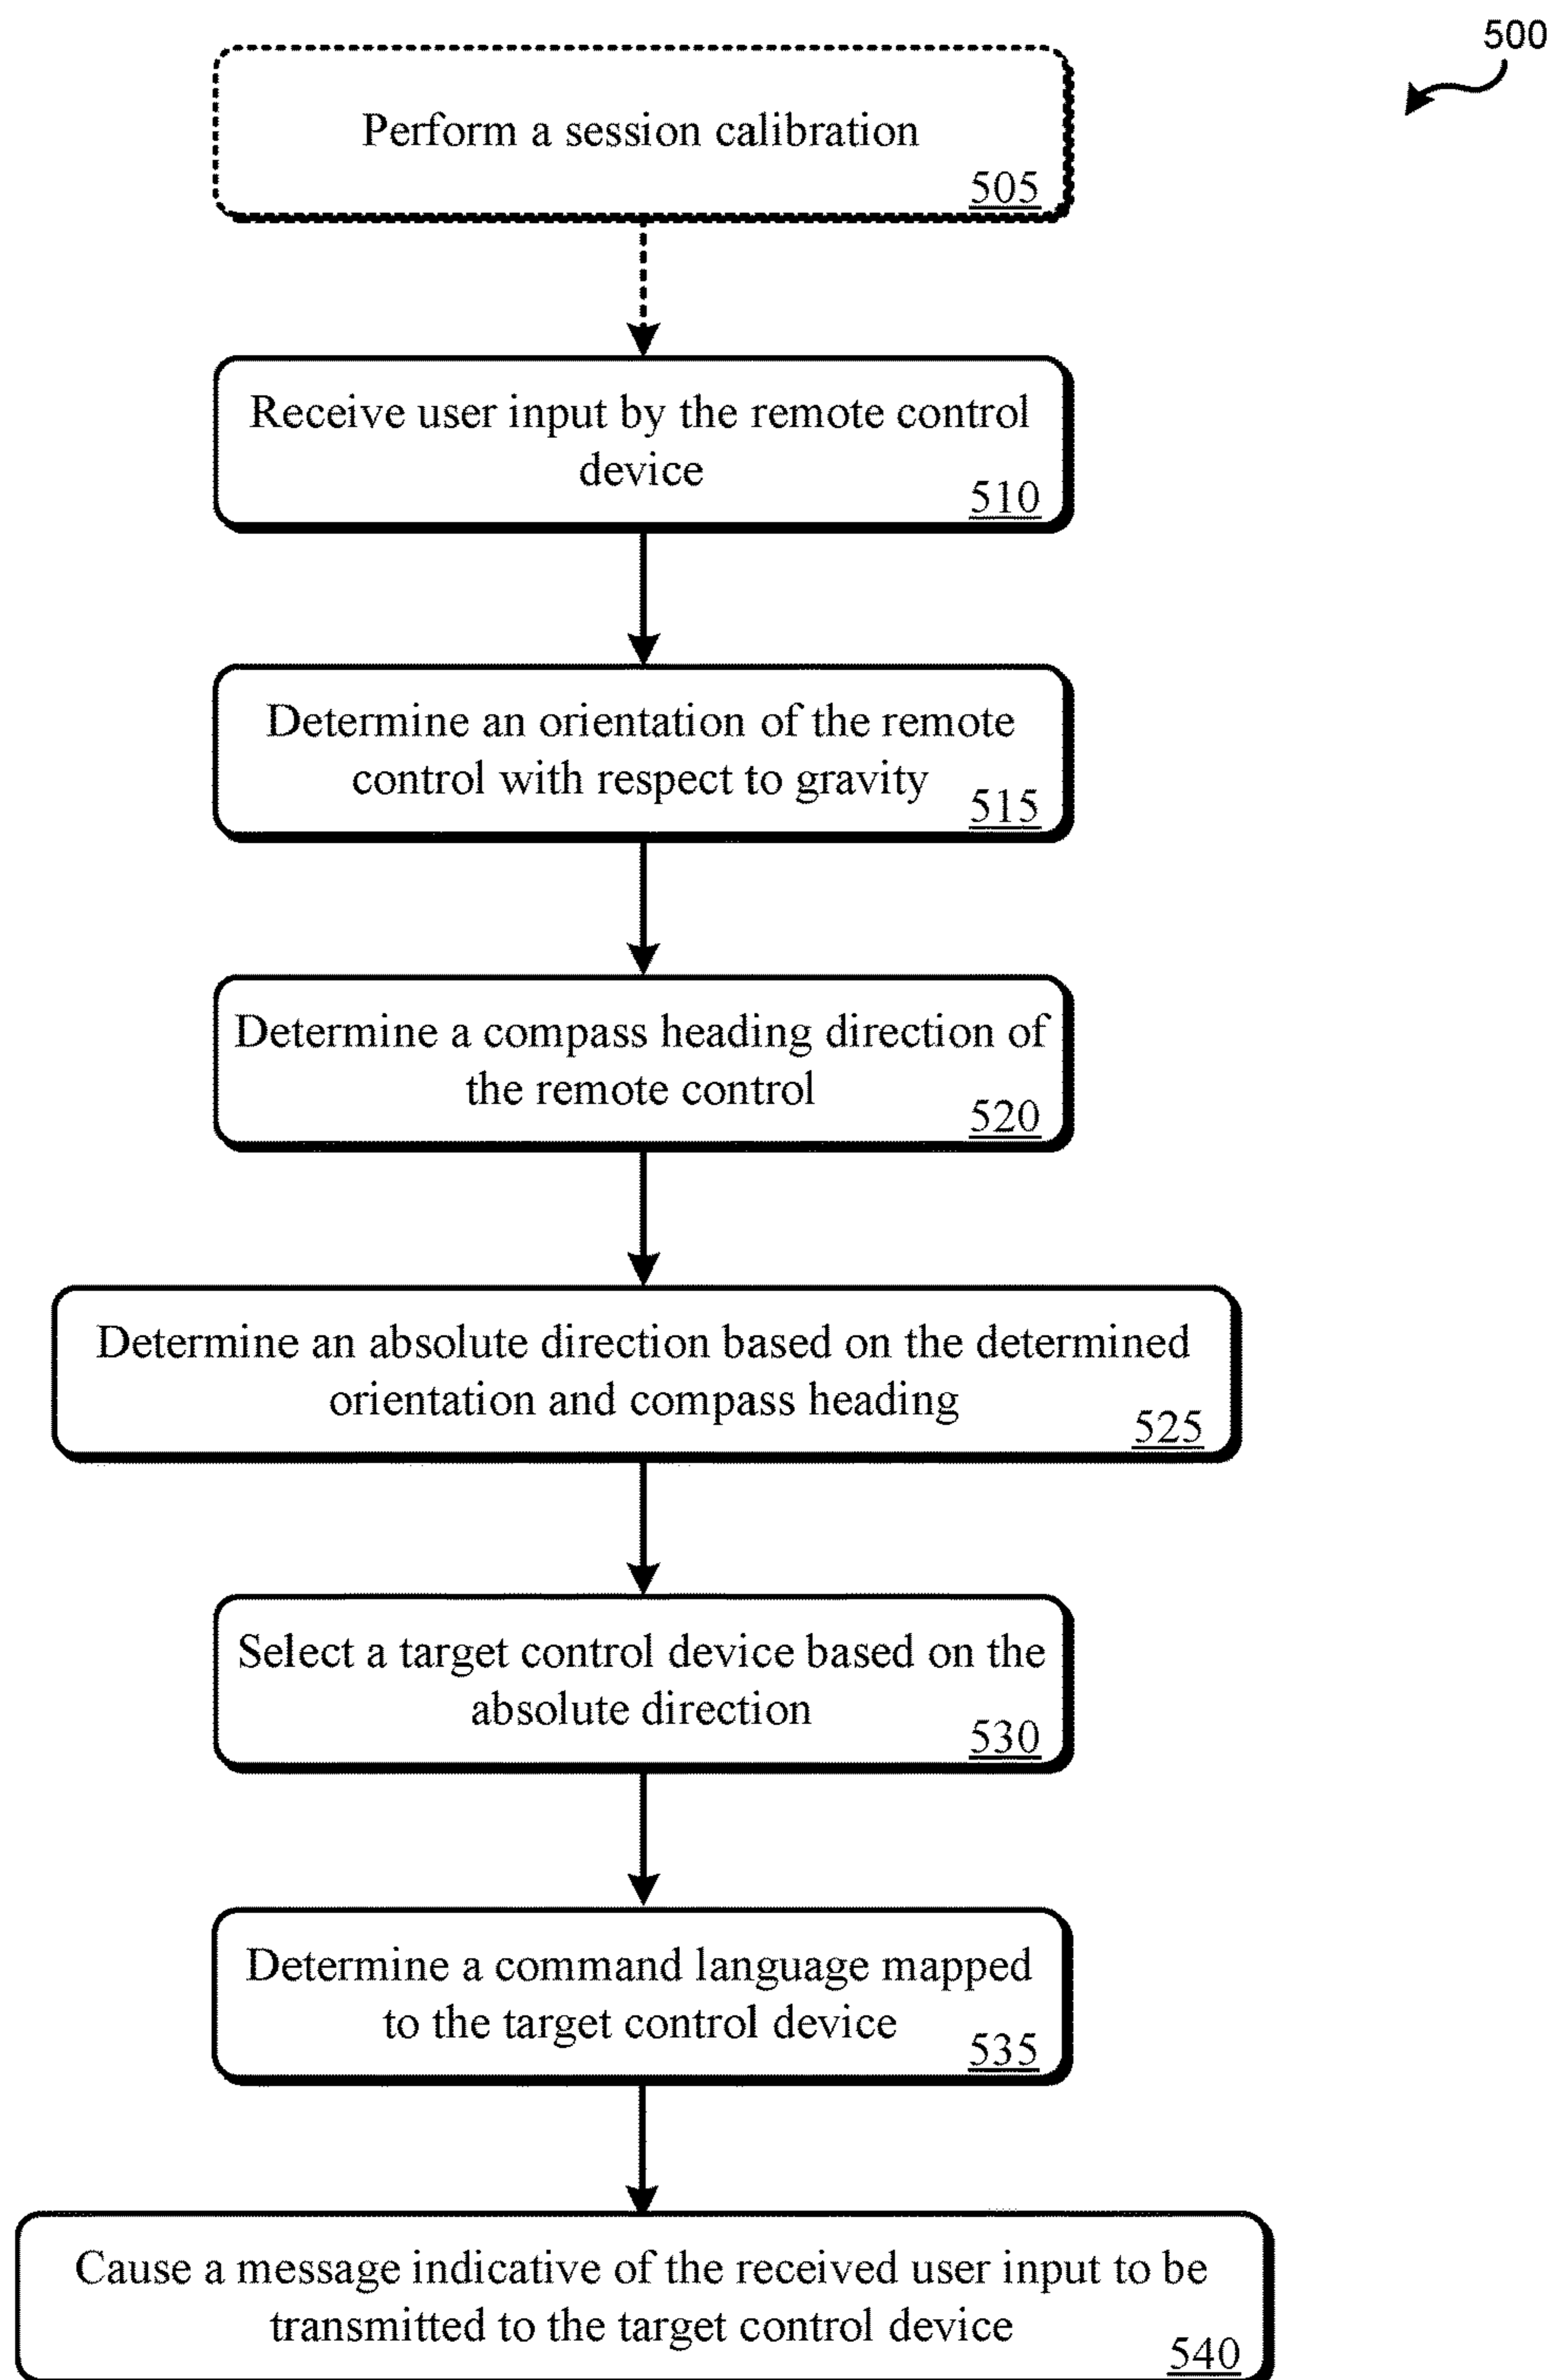 500
Perform a session calibration
505
Receive user input by the remote control
device
510
Determine an orientation of the remote
control with respect to gravity
515
Determine a compass heading direction of
the remote control
520
Determine an absolute direction based on the determined
orientation and compass heading
525
Select a target control device based on the
absolute direction
530
Determine a command language mapped
to the target control device
535
Cause a message indicative of the received user input to be
transmitted to the target control device
540